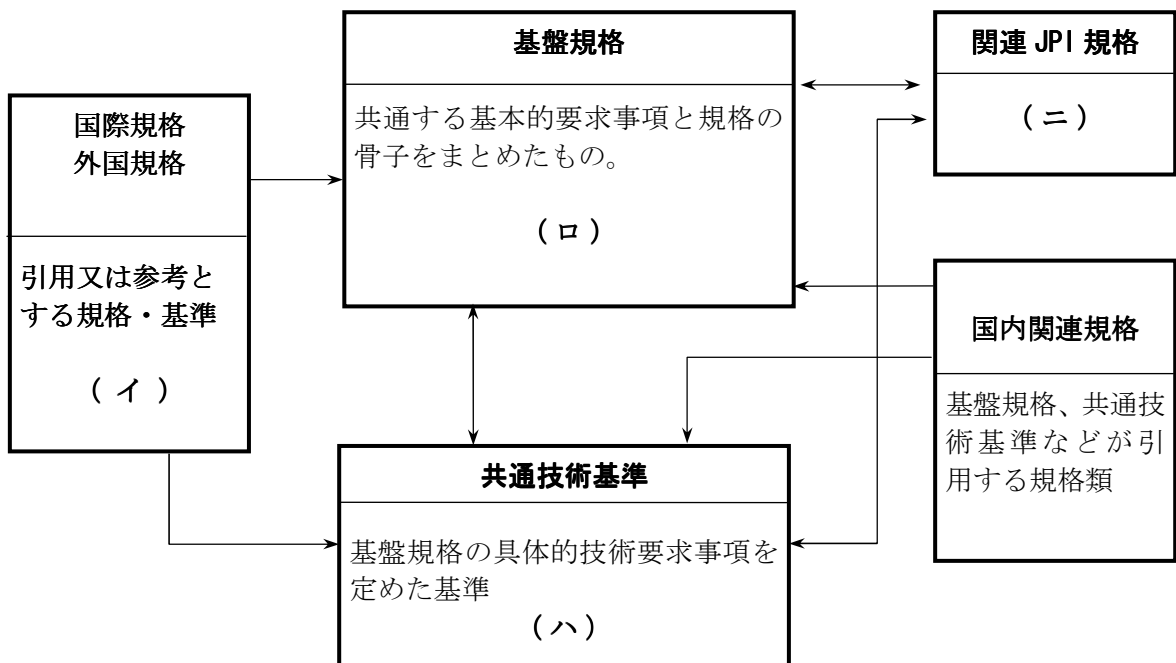 基盤規格
共通する基本的要求事項と規格の
骨子をまとめたもの。
( ロ )
関連 JPI 規格
( ニ )
国際規格
外国規格
引用又は参考と
する規格・基準
( イ )
国内関連規格
基盤規格、共通技
術基準などが引
用する規格類
共通技術基準
基盤規格の具体的技術要求事項を
定めた基準
( ハ )